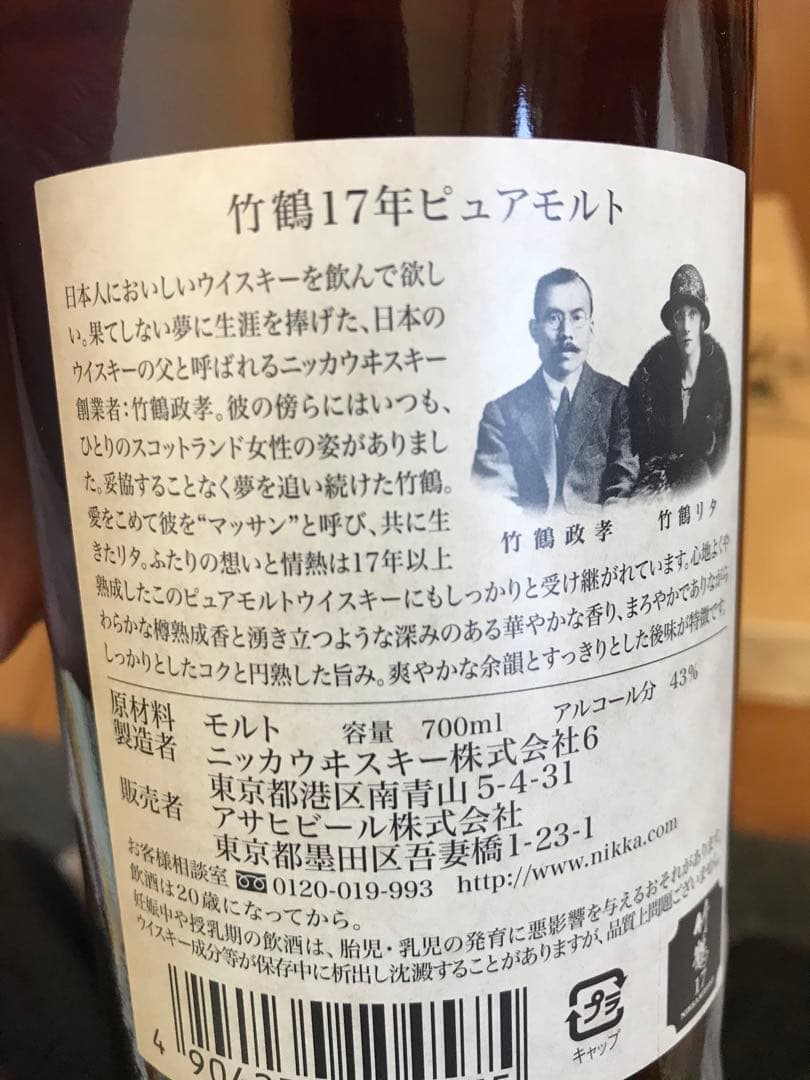 竹鶴17年ピュアモルト
日本人においしいウイスキーを飲んで欲し
い。果てしない夢に生涯を捧げた、日本の
ウイスキーの父と呼ばれるニッカウヰスキー
創業者：竹鶴政孝。彼の傍らにはいつも、
ひとりのスコットランド女性の姿がありまし
た。妥協することなく夢を追い続けた竹鶴。
愛をこめて彼を“マッサン”と呼び、共に生
きたリタ。ふたりの想いと情熱は17年以上
熟成したこのピュアモルトウイスキーにもしっかりと受け継がれています。心地よくや
わらかな樽熟成香と湧き立つような深みのある華やかな香り、まろやかでありながら
しっかりとしたコクと円熟した旨み。爽やかな余韻とすっきりとした後味が特徴です。
竹鶴政孝
竹鶴リタ
原材料 モルト 容量 700ml アルコール分 43%
製造者 ニッカウヰスキー株式会社6
東京都港区南青山5-4-31
販売者 アサヒビール株式会社
東京都墨田区吾妻橋1-23-1
お客様相談室 0120-019-993 http://www.nikka.com
飲酒は20歳になってから。
妊娠中や授乳期の飲酒は、胎児・乳児の発育に悪影響を与えるおそれがあります。
ウイスキー成分等が保存中に析出し沈澱することがありますが、品質上問題ございません。
竹鶴
17
プラ
キャップ
4